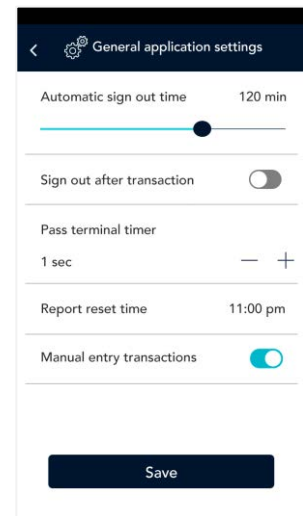 General application settings
Automatic sign out time 120 min
Sign out after transaction
Pass terminal timer
1 sec
Report reset time 11:00 pm
Manual entry transactions
Save